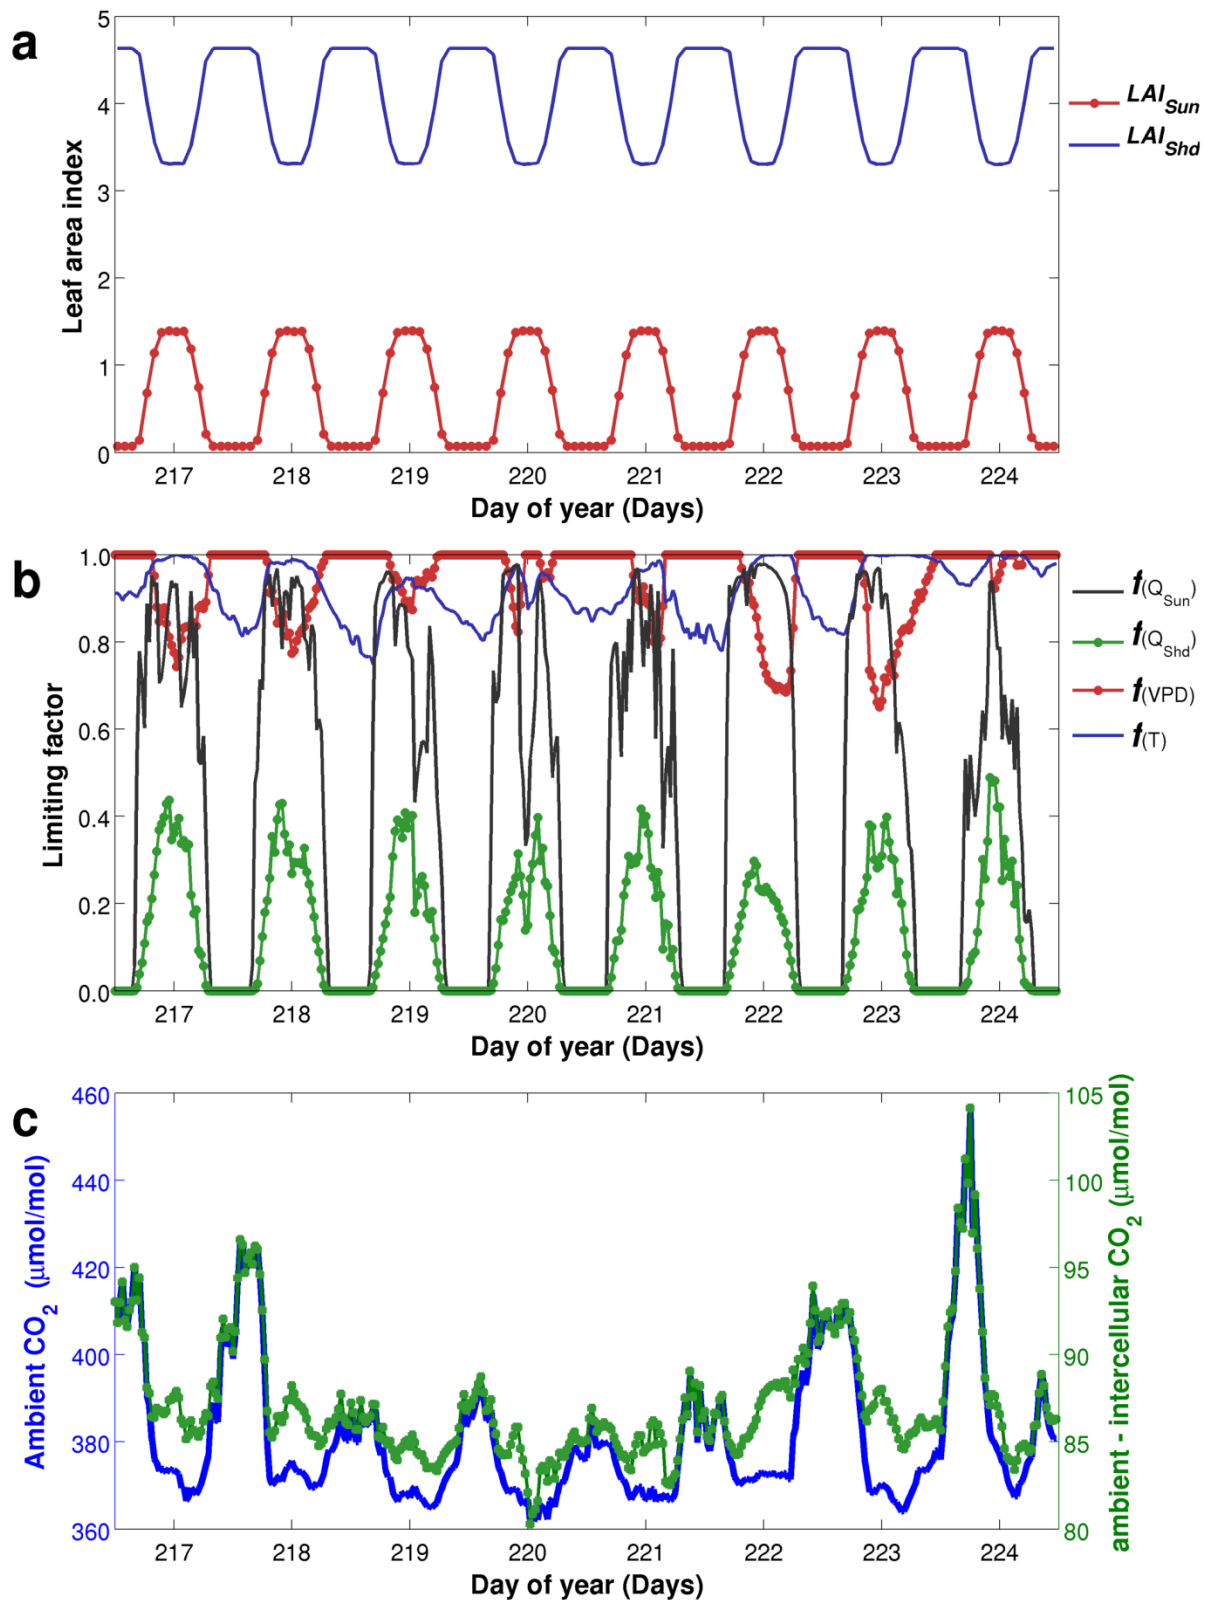 a
5
4
3
2
1
0
Leaf area index
217 218 219 220 221 222 223 224
Day of year (Days)
LAI_Sun
LAI_Shd
b
1.0
0.8
0.6
0.4
0.2
0.0
Limiting factor
217 218 219 220 221 222 223 224
Day of year (Days)
f(Q_Sun)
f(Q_Shd)
f(VPD)
f(T)
c
460
440
420
400
380
360
Ambient CO2 (μmol/mol)
105
100
95
90
85
80
ambient - intercellular CO2 (μmol/mol)
217 218 219 220 221 222 223 224
Day of year (Days)